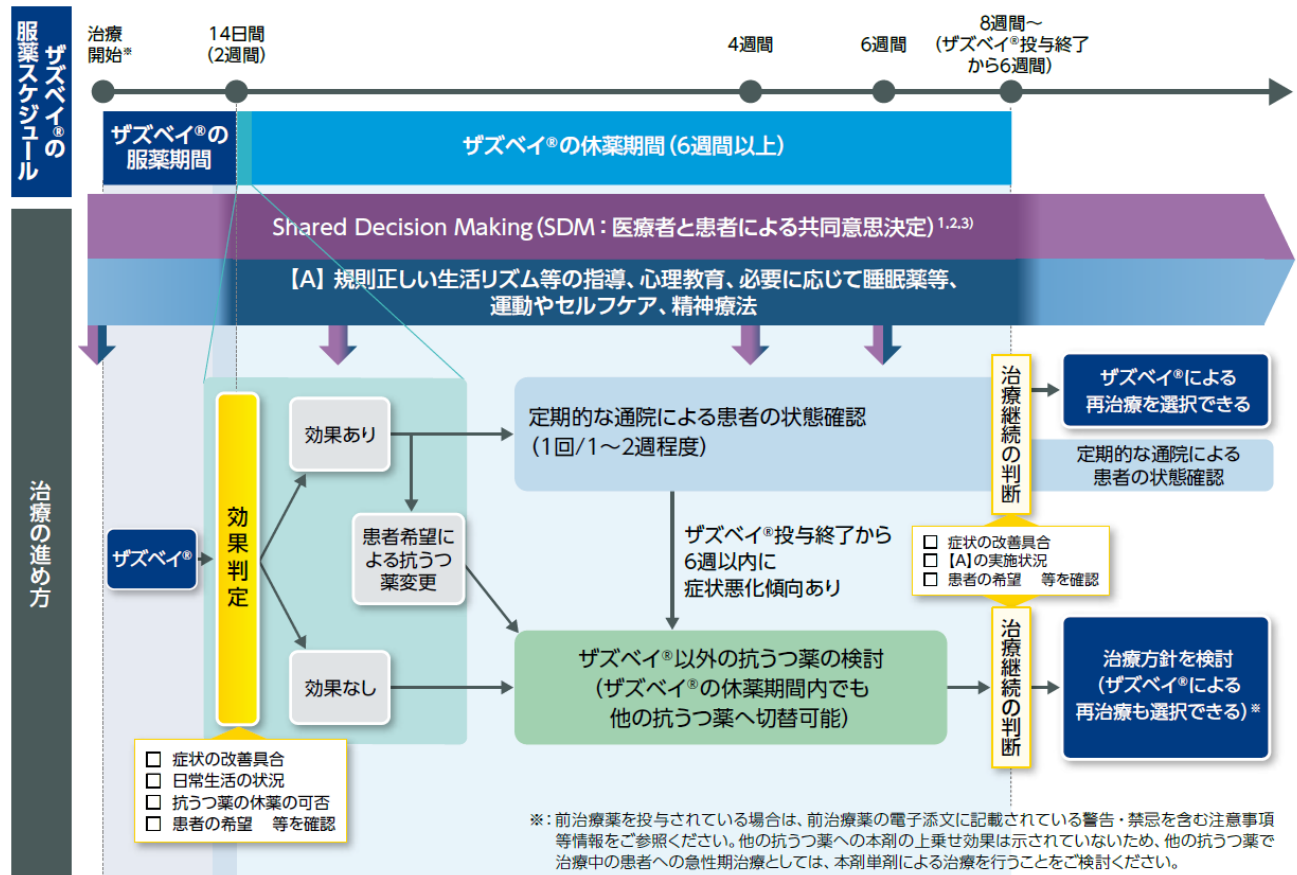 ザズベイ®の
服薬スケジュール
治療
開始※
14日間
(2週間)
4週間
6週間
8週間～
(ザズベイ®投与終了
から6週間)
ザズベイ®の
服薬期間
ザズベイ®の休薬期間(6週間以上)
治療の進め方
Shared Decision Making(SDM：医療者と患者による共同意思決定)1,2,3)
【A】規則正しい生活リズム等の指導、心理教育、必要に応じて睡眠薬等、
運動やセルフケア、精神療法
ザズベイ®
効果判定
効果あり
患者希望に
よる抗うつ
薬変更
効果なし
□ 症状の改善具合
□ 日常生活の状況
□ 抗うつ薬の休薬の可否
□ 患者の希望 等を確認
定期的な通院による患者の状態確認
(1回/1～2週程度)
ザズベイ®投与終了から
6週以内に
症状悪化傾向あり
ザズベイ®以外の抗うつ薬の検討
(ザズベイ®の休薬期間内でも
他の抗うつ薬へ切替可能)
治療継続の判断
ザズベイ®による
再治療を選択できる
定期的な通院による
患者の状態確認
□ 症状の改善具合
□ 【A】の実施状況
□ 患者の希望 等を確認
治療継続の判断
治療方針を検討
(ザズベイ®による
再治療も選択できる)※
※：前治療薬を投与されている場合は、前治療薬の電子添文に記載されている警告・禁忌を含む注意事項
等情報をご参照ください。他の抗うつ薬への本剤の上乗せ効果は示されていないため、他の抗うつ薬で
治療中の患者への急性期治療としては、本剤単剤による治療を行うことをご検討ください。